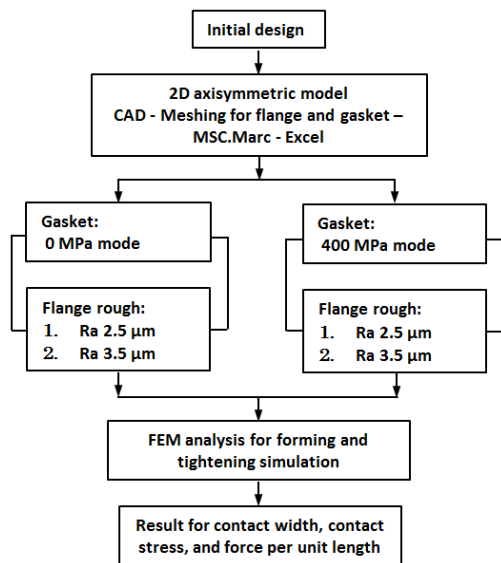 Initial design
2D axisymmetric model
CAD - Meshing for flange and gasket –
MSC.Marc - Excel
Gasket:
0 MPa mode
Gasket:
400 MPa mode
Flange rough:
1. Ra 2.5 µm
2. Ra 3.5 µm
Flange rough:
1. Ra 2.5 µm
2. Ra 3.5 µm
FEM analysis for forming and
tightening simulation
Result for contact width, contact
stress, and force per unit length